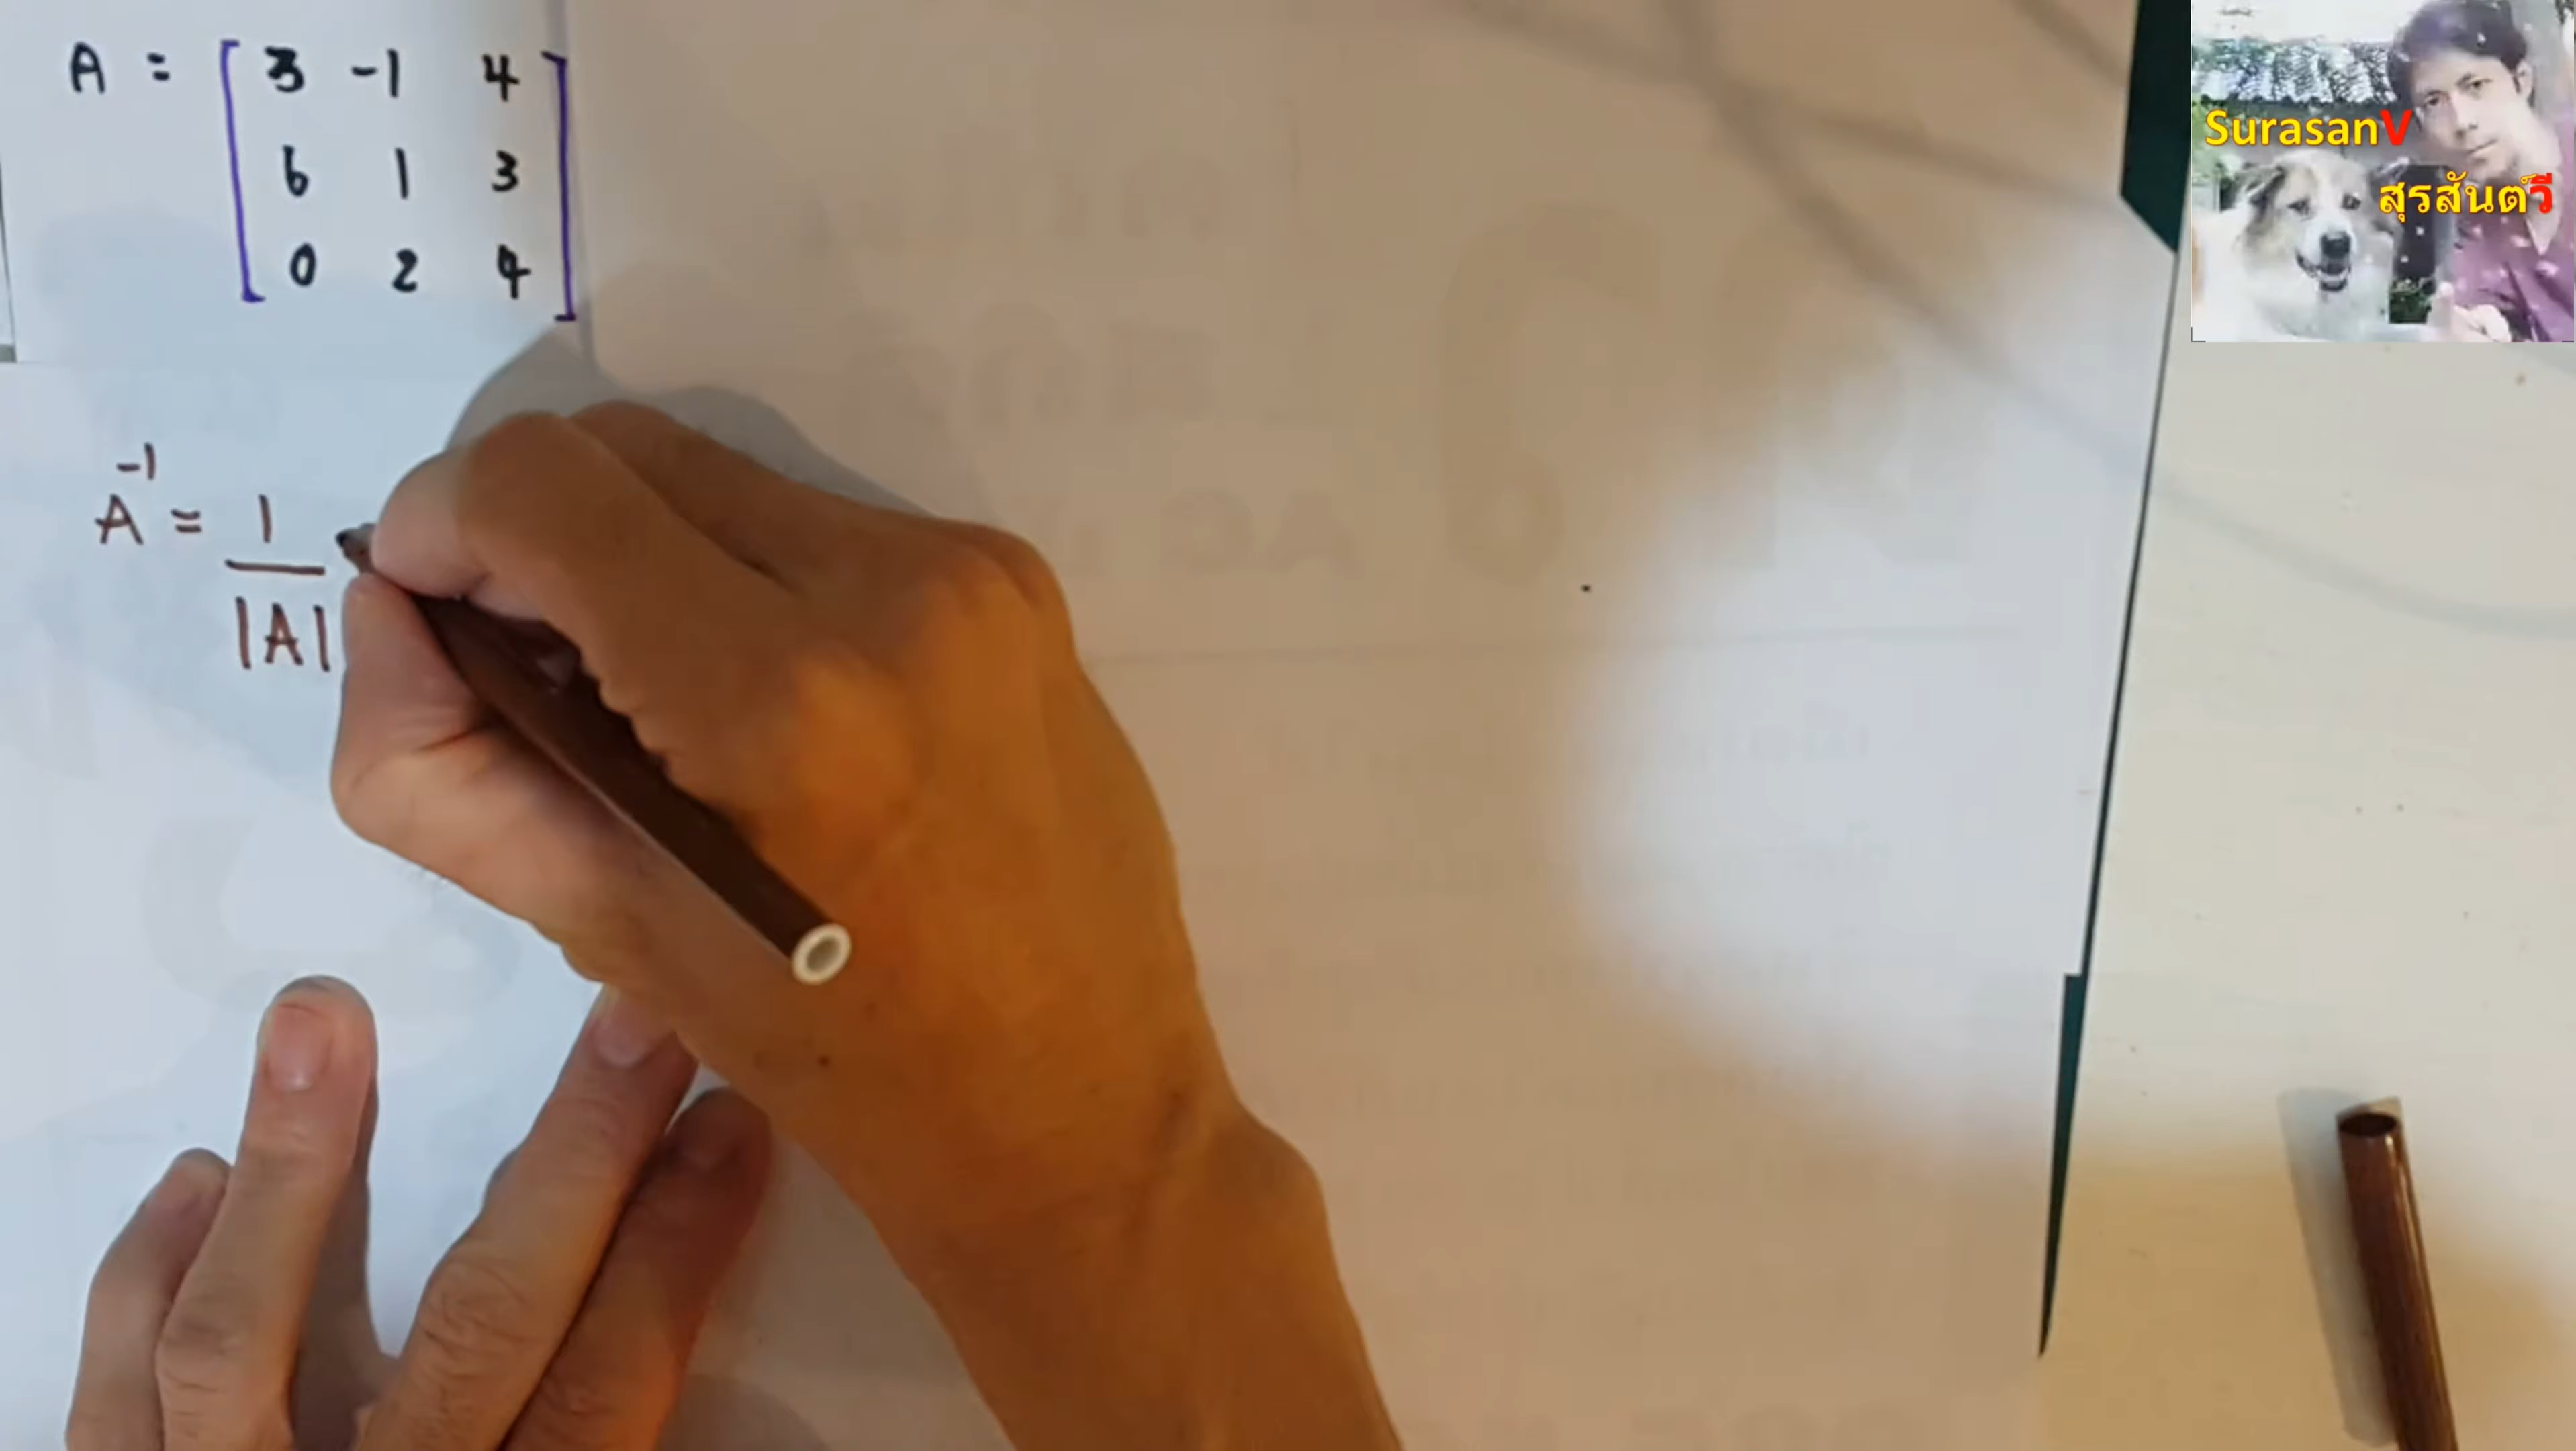 A = [ 3 -1 4
6 1 3
0 2 4 ]
A⁻¹ = 1
|A|
SurasanV
สุรสันต์วี